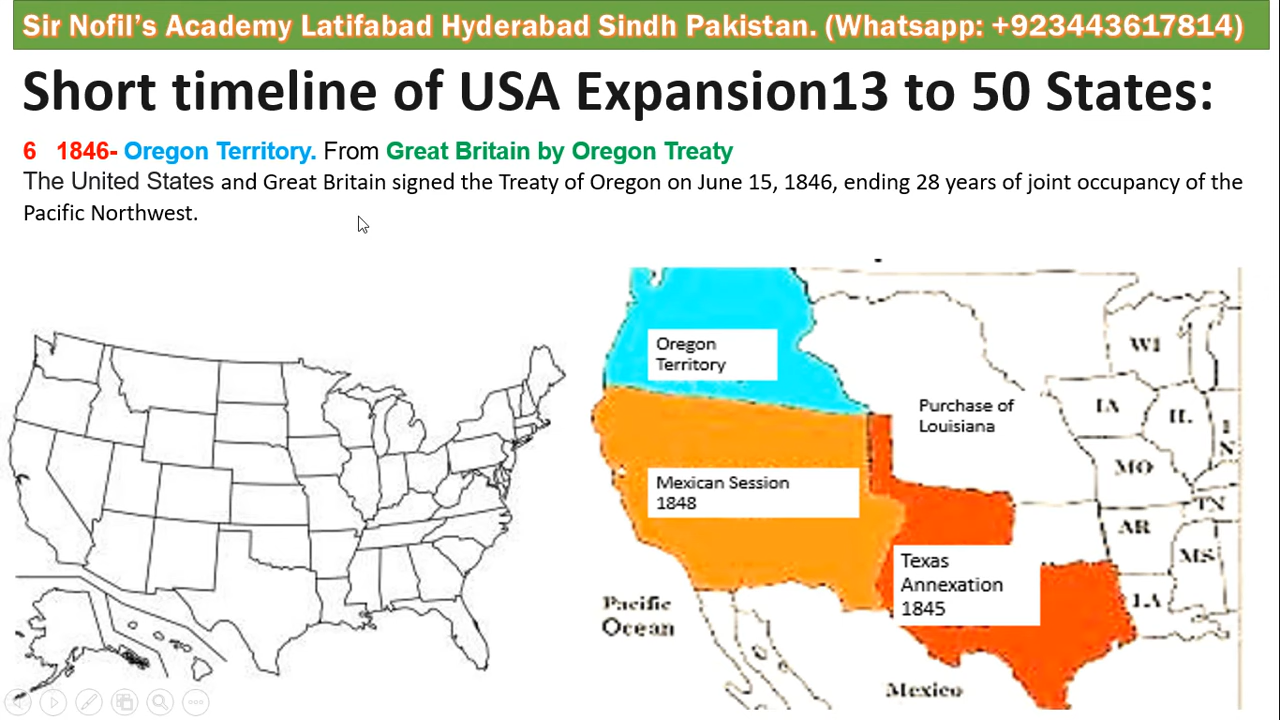 Sir Nofil’s Academy Latifabad Hyderabad Sindh Pakistan. (Whatsapp: +923443617814)
Short timeline of USA Expansion13 to 50 States:
6 1846- Oregon Territory. From Great Britain by Oregon Treaty
The United States and Great Britain signed the Treaty of Oregon on June 15, 1846, ending 28 years of joint occupancy of the
Pacific Northwest.
Oregon
Territory
WI
Purchase of
Louisiana
IA
IL
I
N
MO
Mexican Session
1848
TN
AR
MS
Texas
Annexation
1845
LA
Pacific
Ocean
Mexico